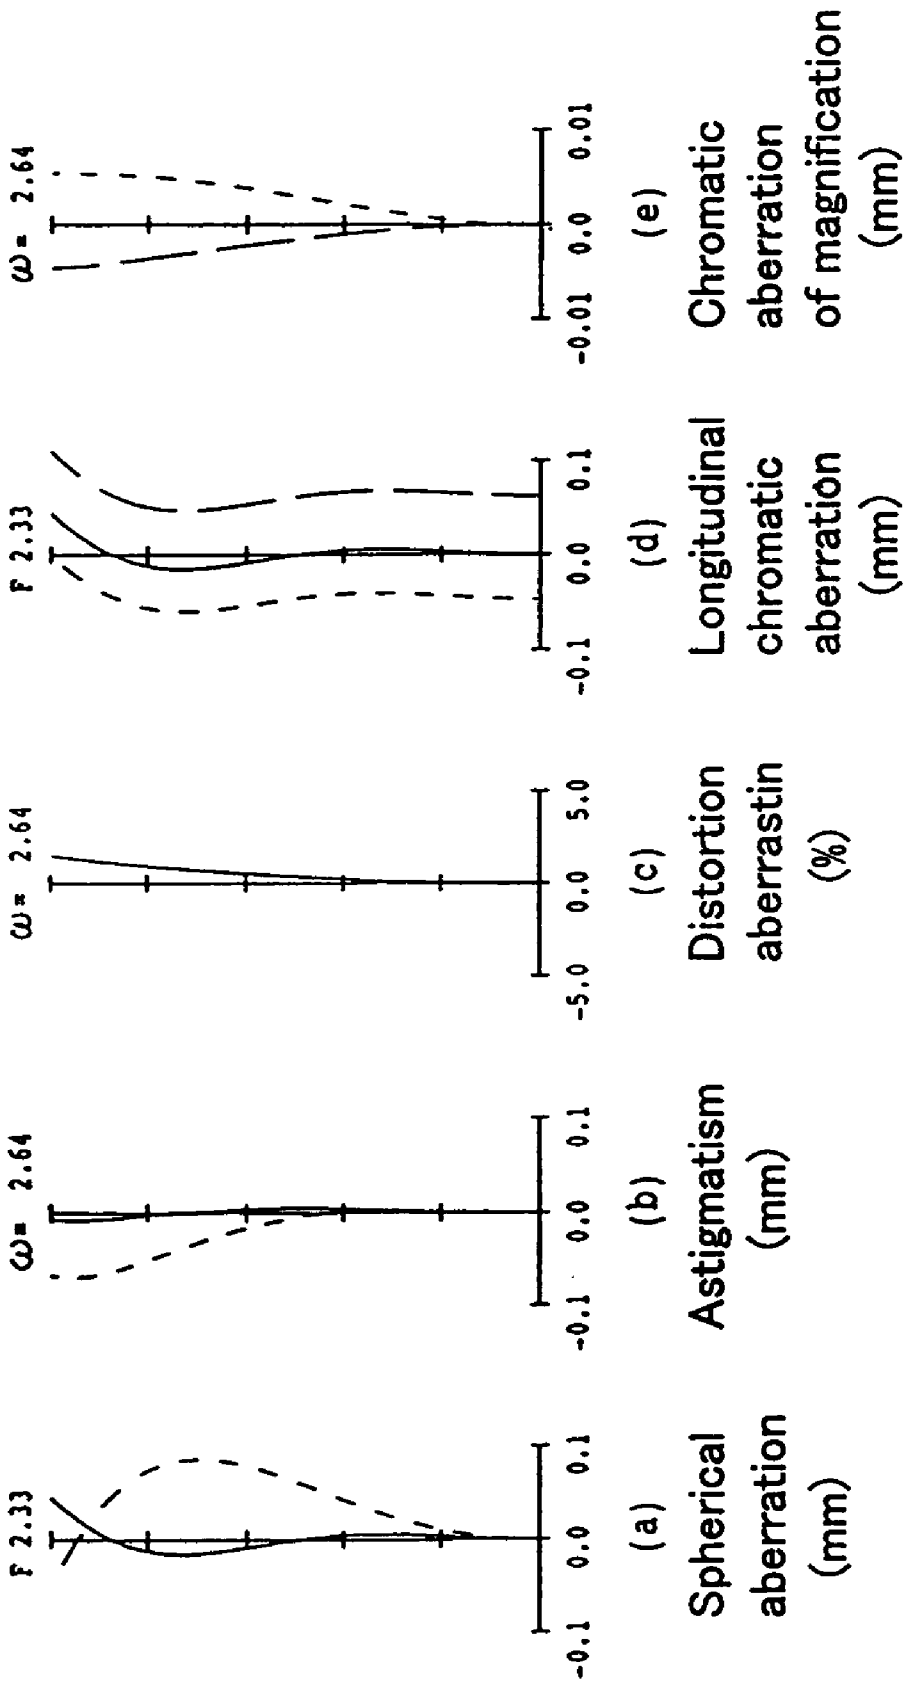 F 2.33
-0.1 0.0 0.1
(a)
Spherical
aberration
(mm)
ω= 2.64
-0.1 0.0 0.1
(b)
Astigmatism
(mm)
ω= 2.64
-5.0 0.0 5.0
(c)
Distortion
aberrastin
(%)
F 2.33
-0.1 0.0 0.1
(d)
Longitudinal
chromatic
aberration
(mm)
ω= 2.64
-0.01 0.0 0.01
(e)
Chromatic
aberration
of magnification
(mm)